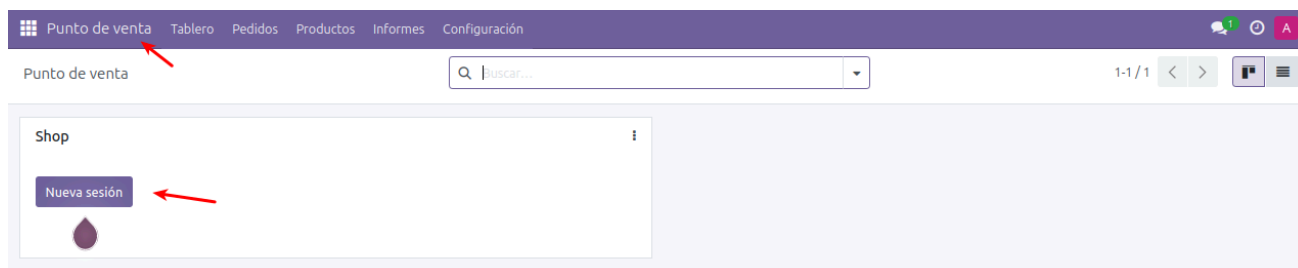 Punto de venta Tablero Pedidos Productos Informes Configuración 1 A
Punto de venta Buscar... 1-1 / 1
Shop
Nueva sesión